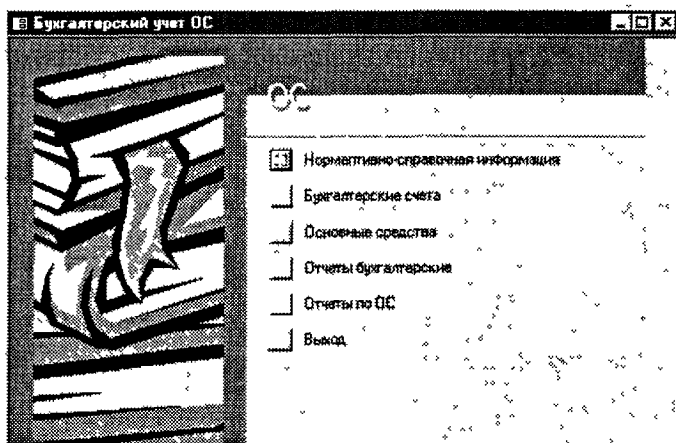 Бухгалтерский учет ОС
ОС
Нормативно-справочная информация
Бухгалтерские счета
Основные средства
Отчеты бухгалтерские
Отчеты по ОС
Выход